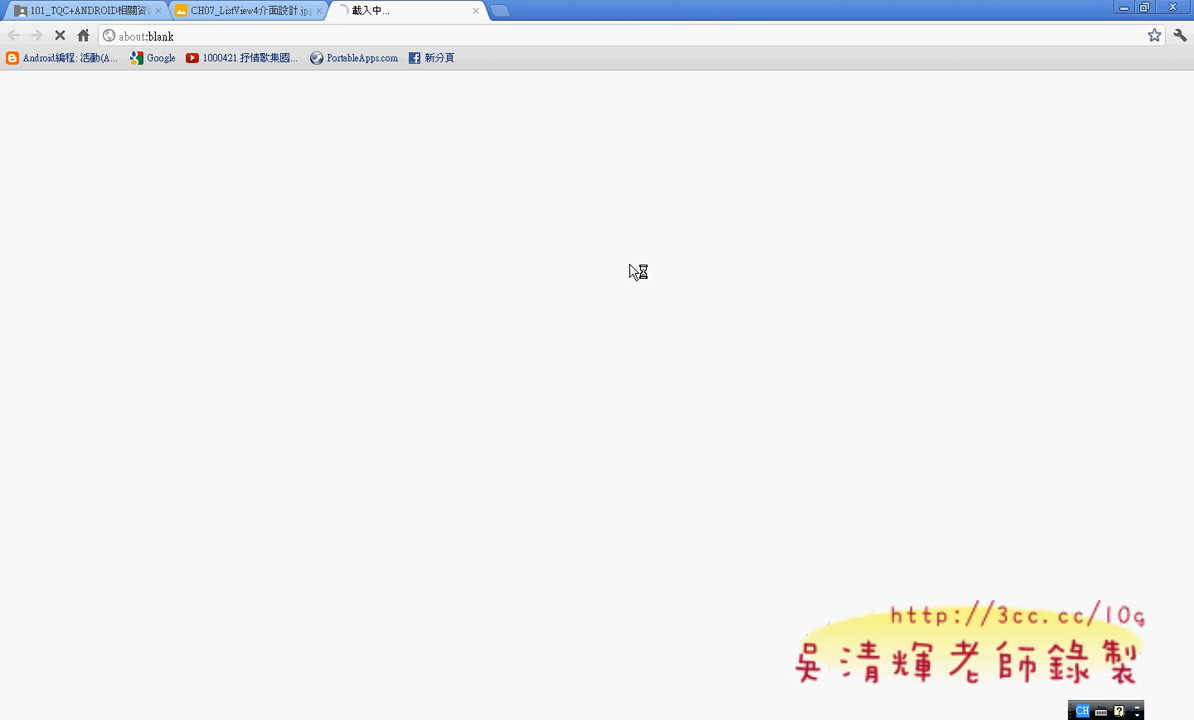 101_TQC+ANDROID相關資
CH07_ListView4介面設計.jpg
載入中...
about:blank
Android編程: 活動(A...
Google
1000421 抒情歌集國...
PortableApps.com
新分頁
http://3cc.cc/10g
吳清輝老師錄製
CH